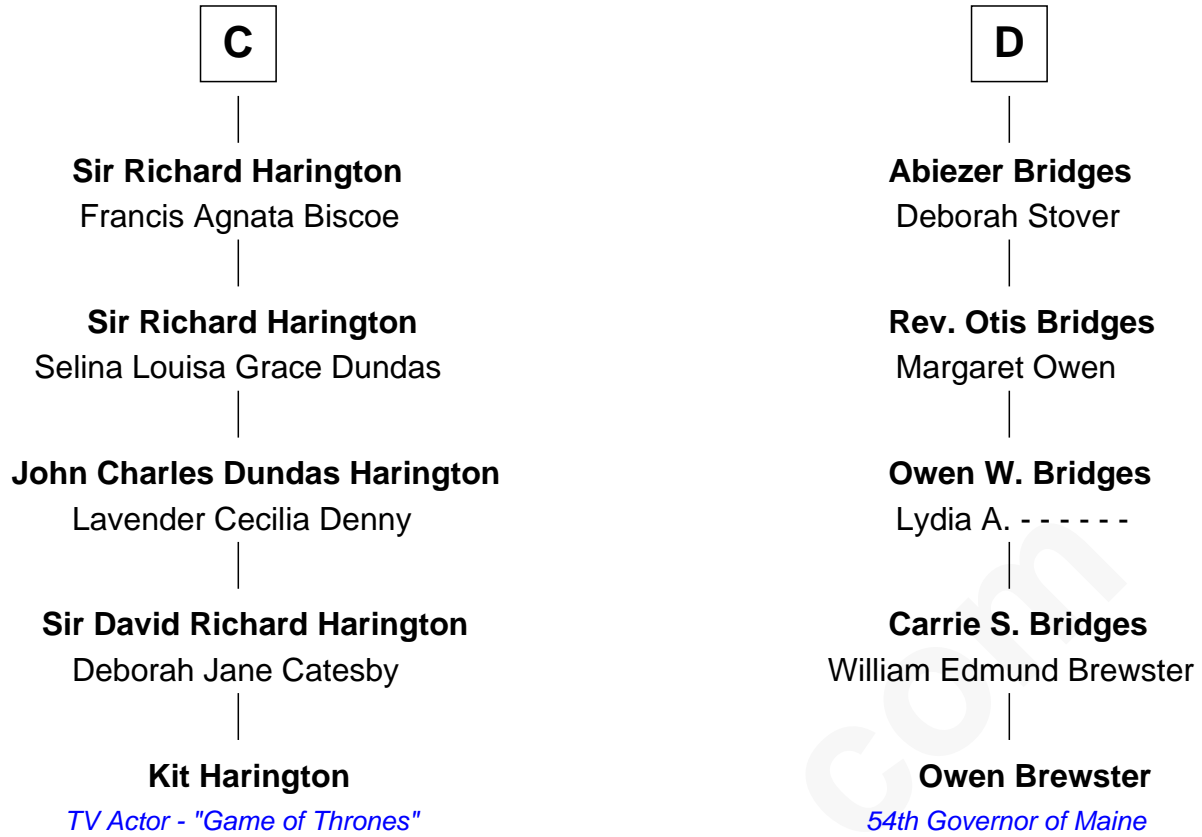 C
Sir Richard Harington
Francis Agnata Biscoe
Sir Richard Harington
Selina Louisa Grace Dundas
John Charles Dundas Harington
Lavender Cecilia Denny
Sir David Richard Harington
Deborah Jane Catesby
Kit Harington
TV Actor - "Game of Thrones"
D
Abiezer Bridges
Deborah Stover
Rev. Otis Bridges
Margaret Owen
Owen W. Bridges
Lydia A. - - - - - -
Carrie S. Bridges
William Edmund Brewster
Owen Brewster
54th Governor of Maine
com